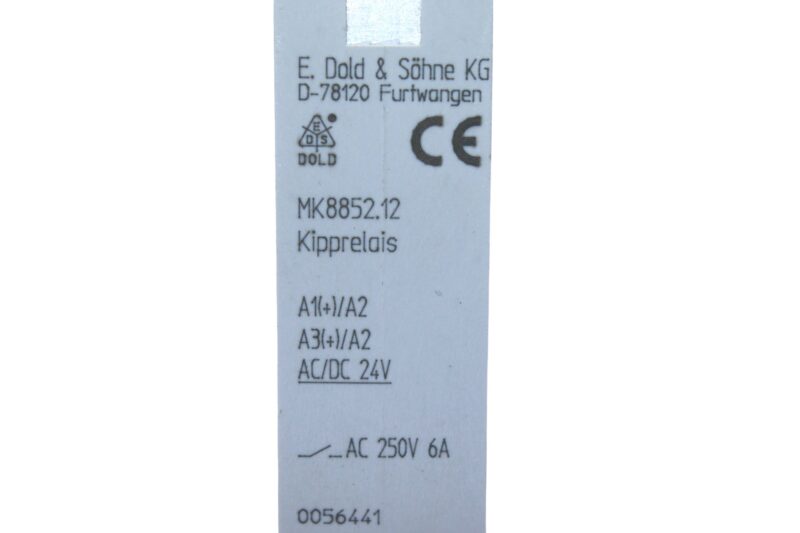 E. Dold & Söhne KG
D-78120 Furtwangen
E
D S
DOLD
CE
MK8852.12
Kipprelais
A1(+)/A2
A3(+)/A2
AC/DC 24V
AC 250V 6A
0056441